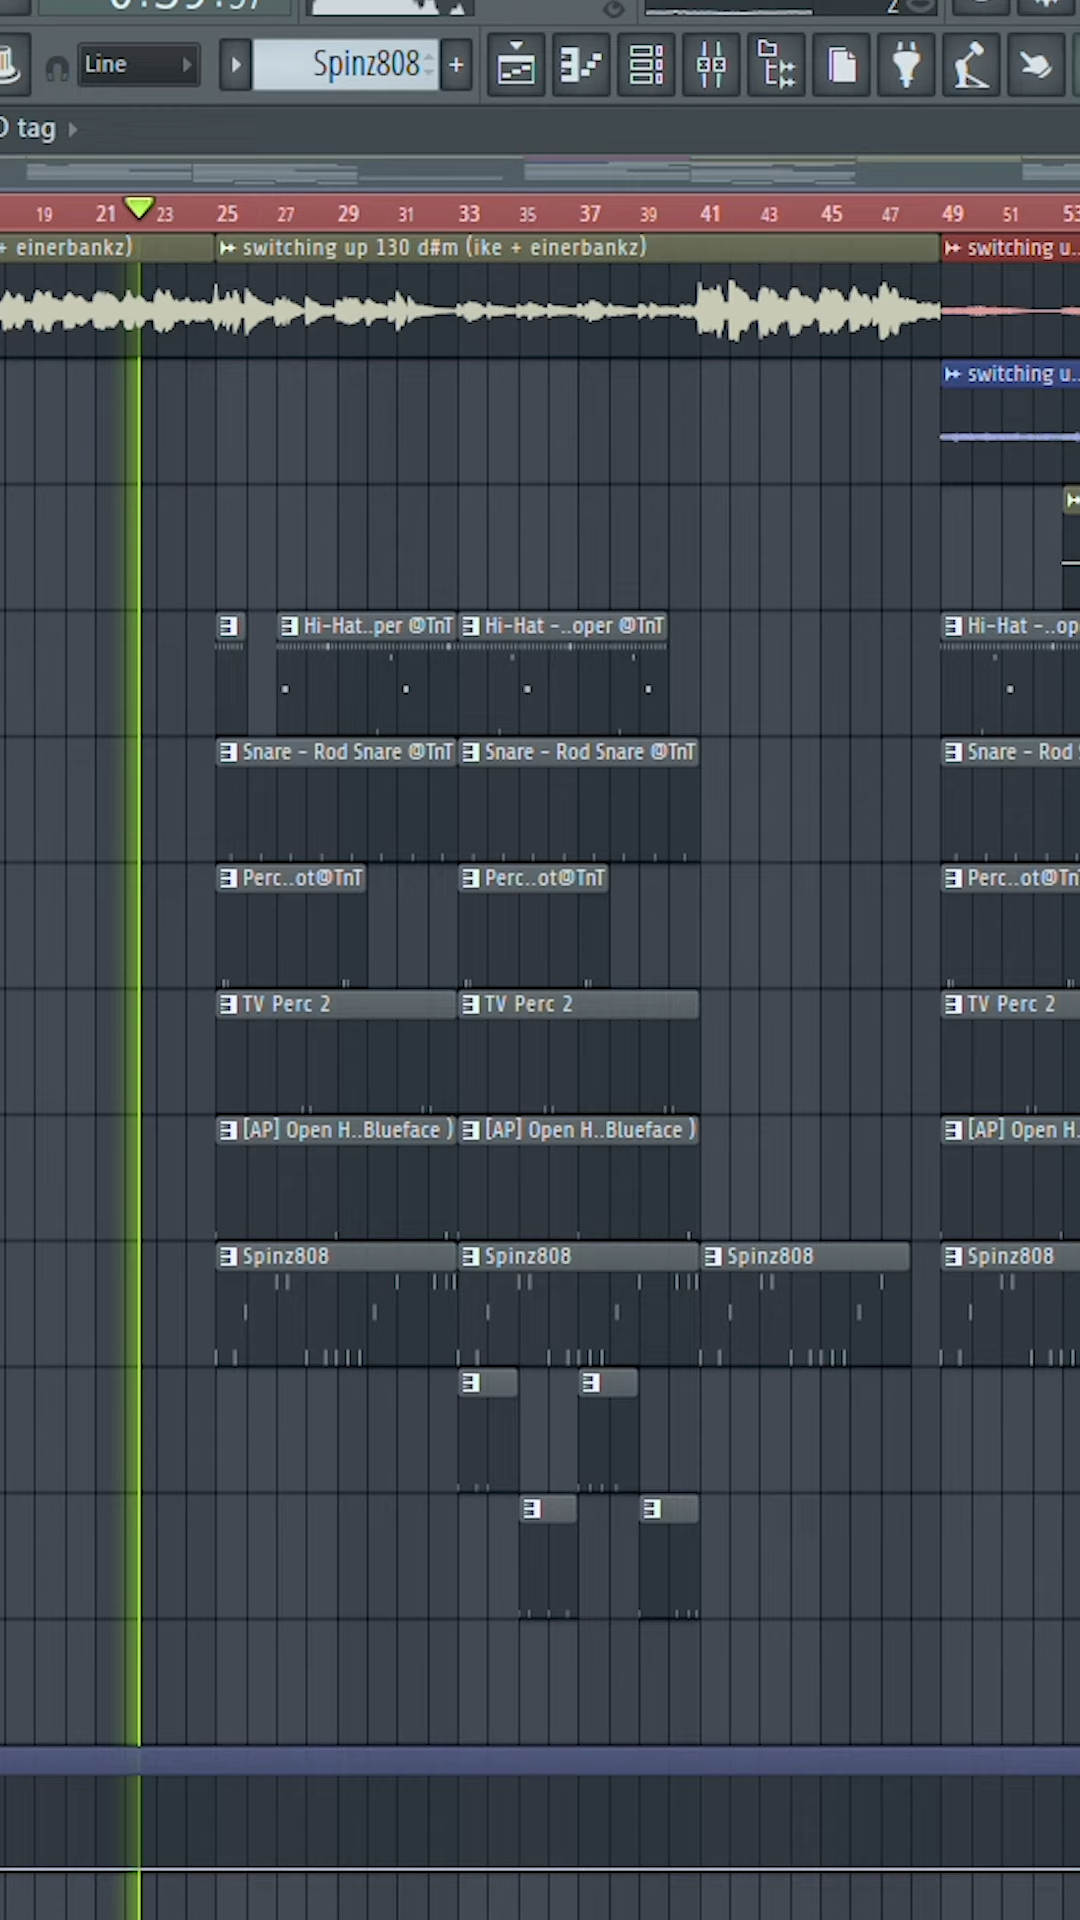 Line
Spinz808
+
tag
19 21 23 25 27 29 31 33 35 37 39 41 43 45 47 49 51 53
+ einerbankz)
switching up 130 d#m (ike + einerbankz)
switching u..
switching u..
Hi-Hat..per @TnT
Hi-Hat -..oper @TnT
Hi-Hat -..op
Snare - Rod Snare @TnT
Snare - Rod Snare @TnT
Snare - Rod
Perc..ot@TnT
Perc..ot@TnT
Perc..ot@Tn
TV Perc 2
TV Perc 2
TV Perc 2
[AP] Open H..Blueface )
[AP] Open H..Blueface )
[AP] Open H.
Spinz808
Spinz808
Spinz808
Spinz808